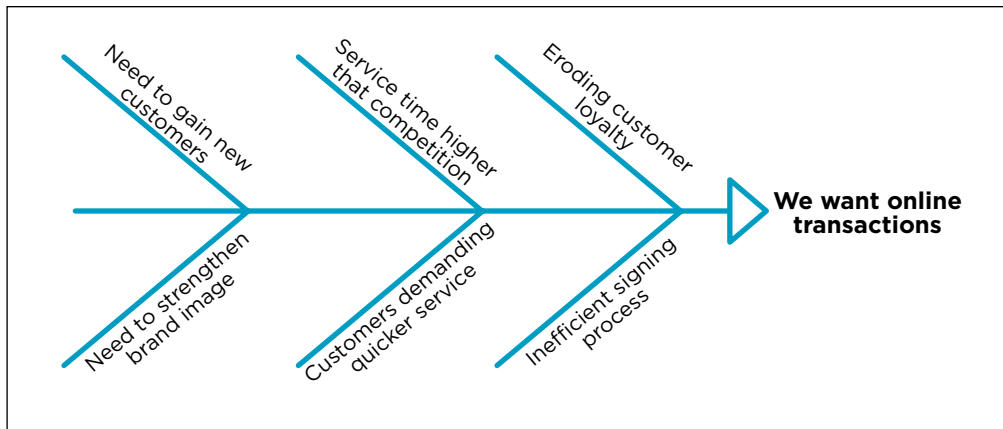 Need to gain new
customers
Service time higher
that competition
Eroding customer
loyalty
We want online
transactions
Need to strengthen
brand image
Customers demanding
quicker service
Inefficient signing
process